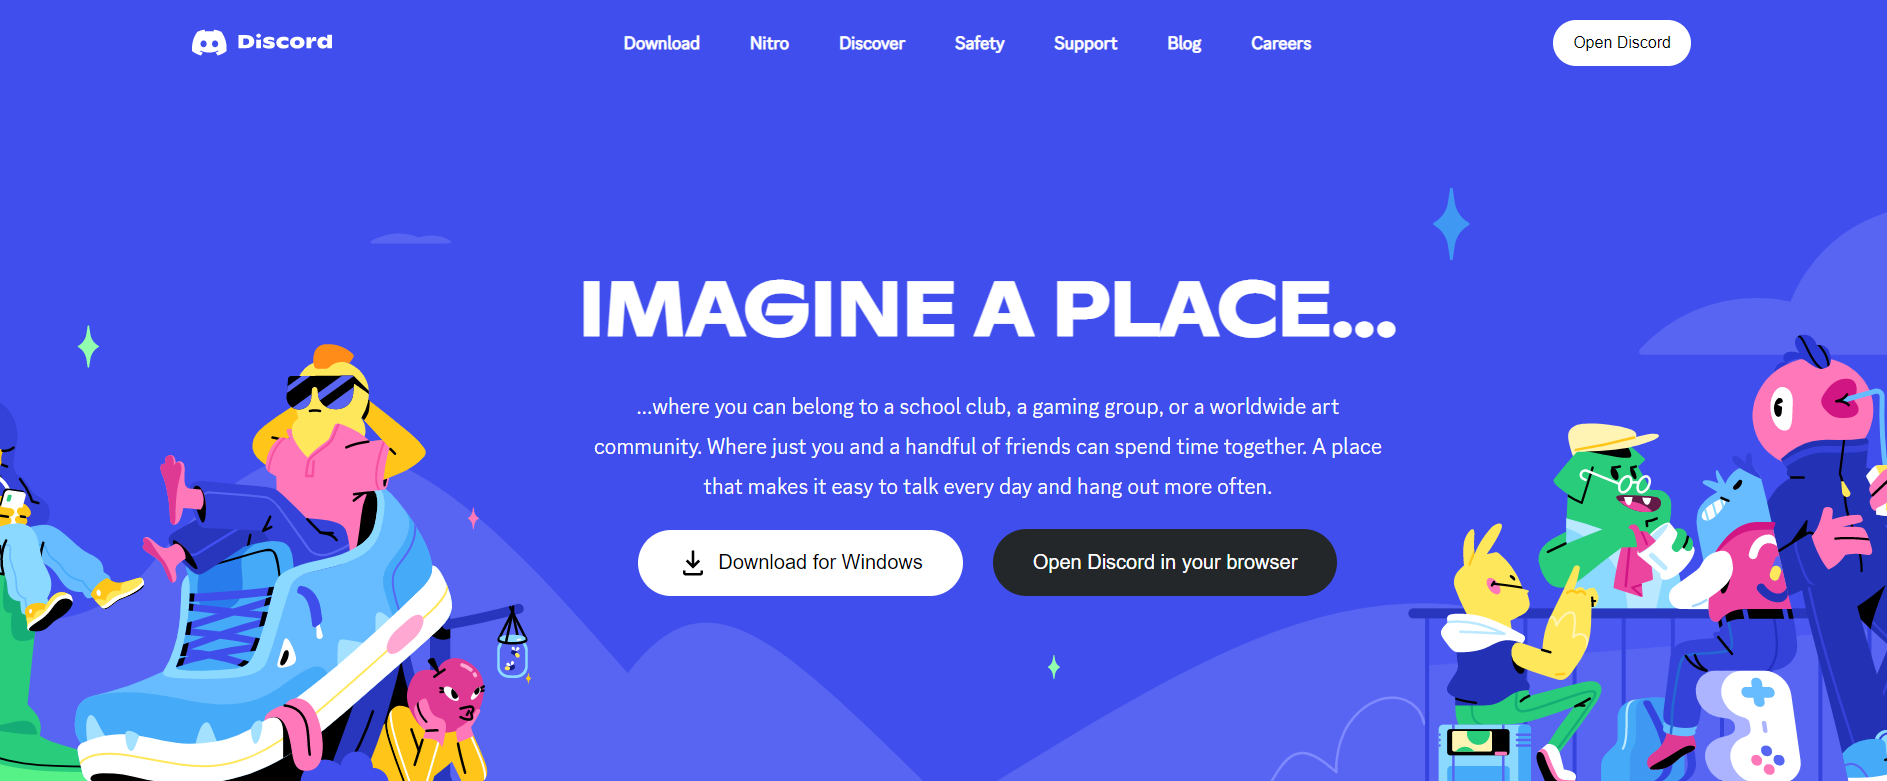 Discord
Download Nitro Discover Safety Support Blog Careers
Open Discord
IMAGINE A PLACE...
...where you can belong to a school club, a gaming group, or a worldwide art
community. Where just you and a handful of friends can spend time together. A place
that makes it easy to talk every day and hang out more often.
Download for Windows
Open Discord in your browser